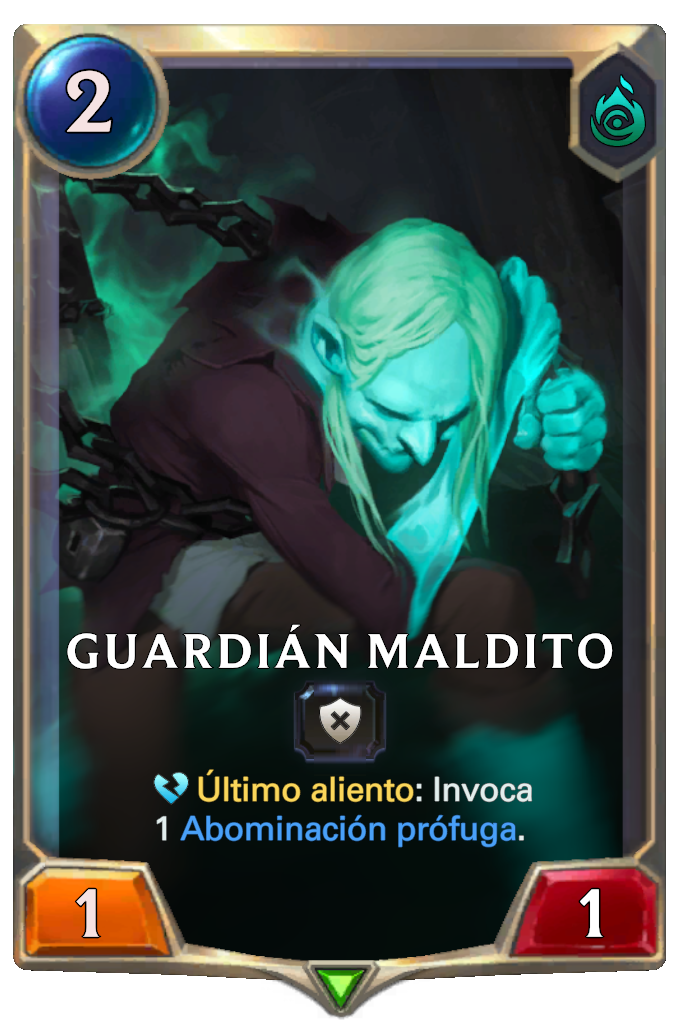 2
GUARDIÁN MALDITO
Último aliento: Invoca
1 Abominación prófuga.
1 1